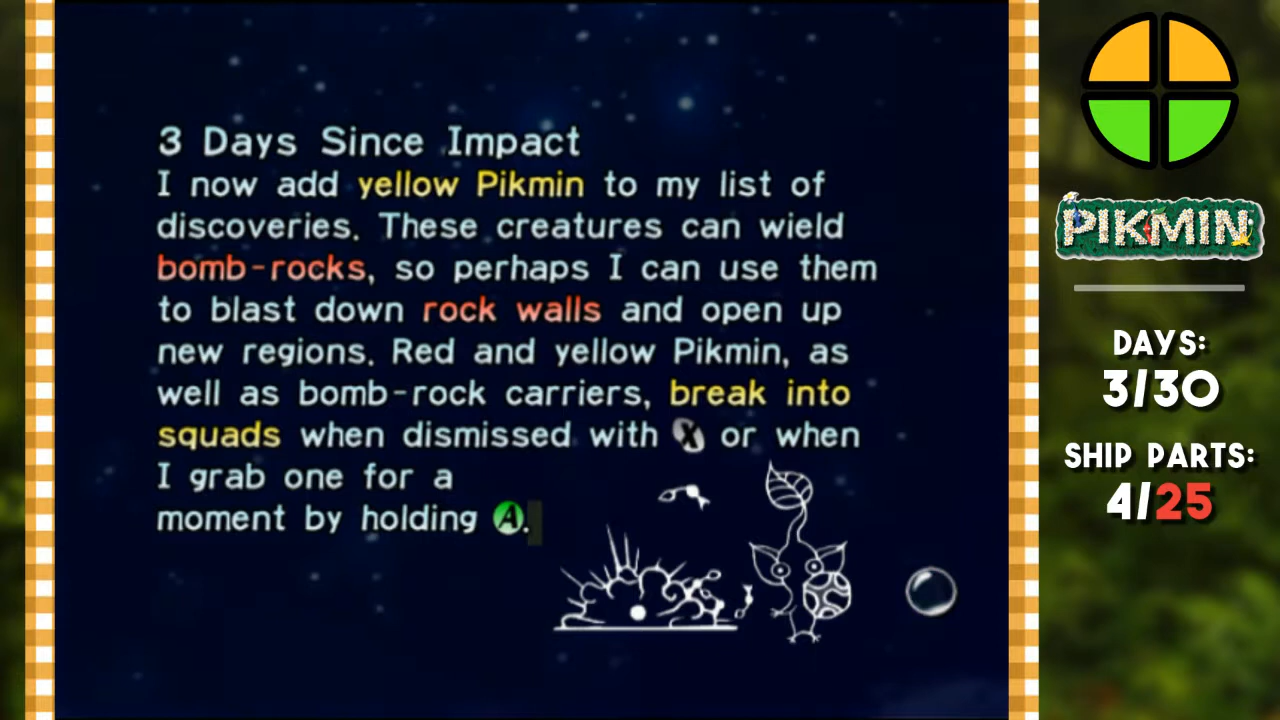 3 Days Since Impact
I now add yellow Pikmin to my list of
discoveries. These creatures can wield
bomb-rocks, so perhaps I can use them
to blast down rock walls and open up
new regions. Red and yellow Pikmin, as
well as bomb-rock carriers, break into
squads when dismissed with X or when
I grab one for a
moment by holding A.
PIKMIN
DAYS:
3/30
SHIP PARTS:
4/25